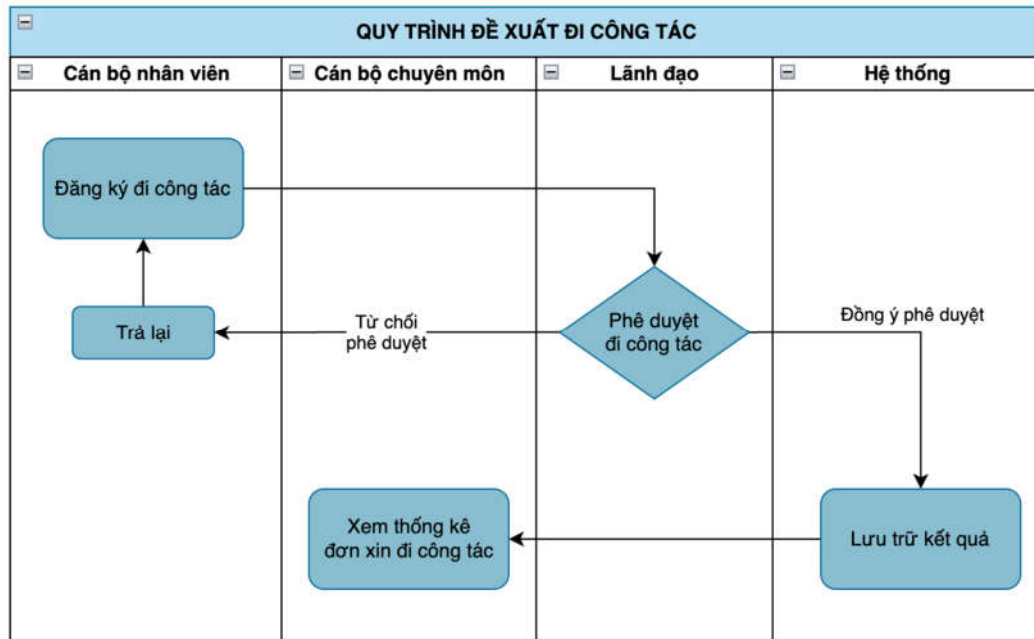 QUY TRÌNH ĐỀ XUẤT ĐI CÔNG TÁC
Cán bộ nhân viên
Cán bộ chuyên môn
Lãnh đạo
Hệ thống
Đăng ký đi công tác
Trả lại
Từ chối
phê duyệt
Phê duyệt
đi công tác
Đồng ý phê duyệt
Xem thống kê
đơn xin đi công tác
Lưu trữ kết quả